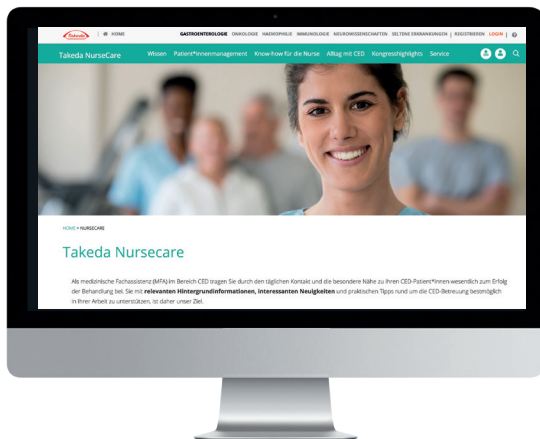 Takeda
| HOME
GASTROENTEROLOGIE ONKOLOGIE HAEMOPHILIE IMMUNOLOGIE NEUROWISSENSCHAFTEN SELTENE ERKRANKUNGEN | REGISTRIEREN LOGIN |
Takeda NurseCare Wissen Patient*innenmanagement Know-how für die Nurse Alltag mit CED Kongresshighlights Service
HOME > NURSECARE
Takeda Nursecare
Als medizinische Fachassistenz (MFA) im Bereich CED tragen Sie durch den täglichen Kontakt und die besondere Nähe zu Ihren CED-Patient*innen wesentlich zum Erfolg
der Behandlung bei. Sie mit relevanten Hintergrundinformationen, interessanten Neuigkeiten und praktischen Tipps rund um die CED-Betreuung bestmöglich
in Ihrer Arbeit zu unterstützen, ist daher unser Ziel.